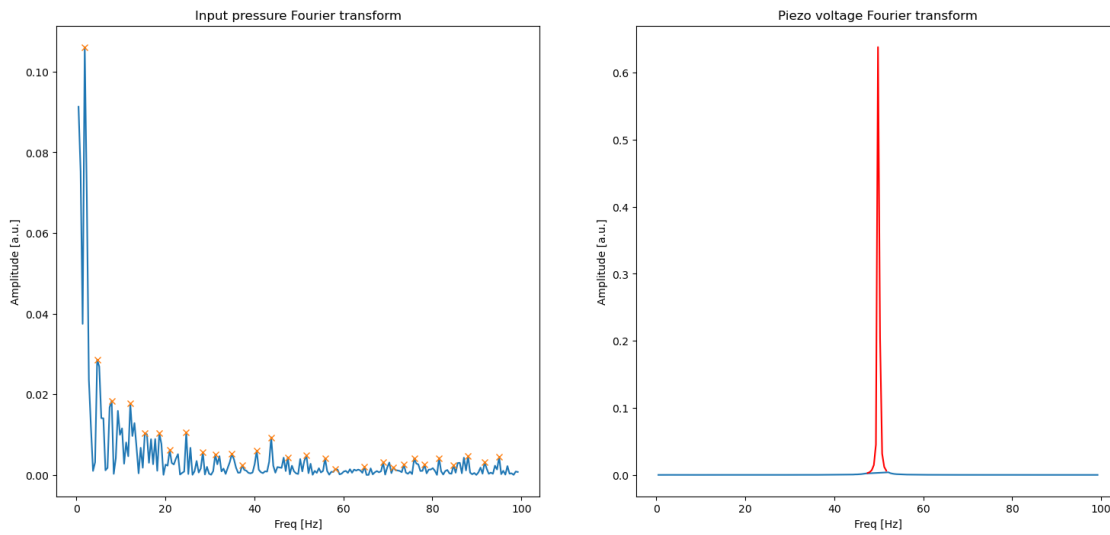 Input pressure Fourier transform
Amplitude [a.u.]
0.10
0.08
0.06
0.04
0.02
0.00
0 20 40 60 80 100
Freq [Hz]
Piezo voltage Fourier transform
Amplitude [a.u.]
0.6
0.5
0.4
0.3
0.2
0.1
0.0
0 20 40 60 80 100
Freq [Hz]